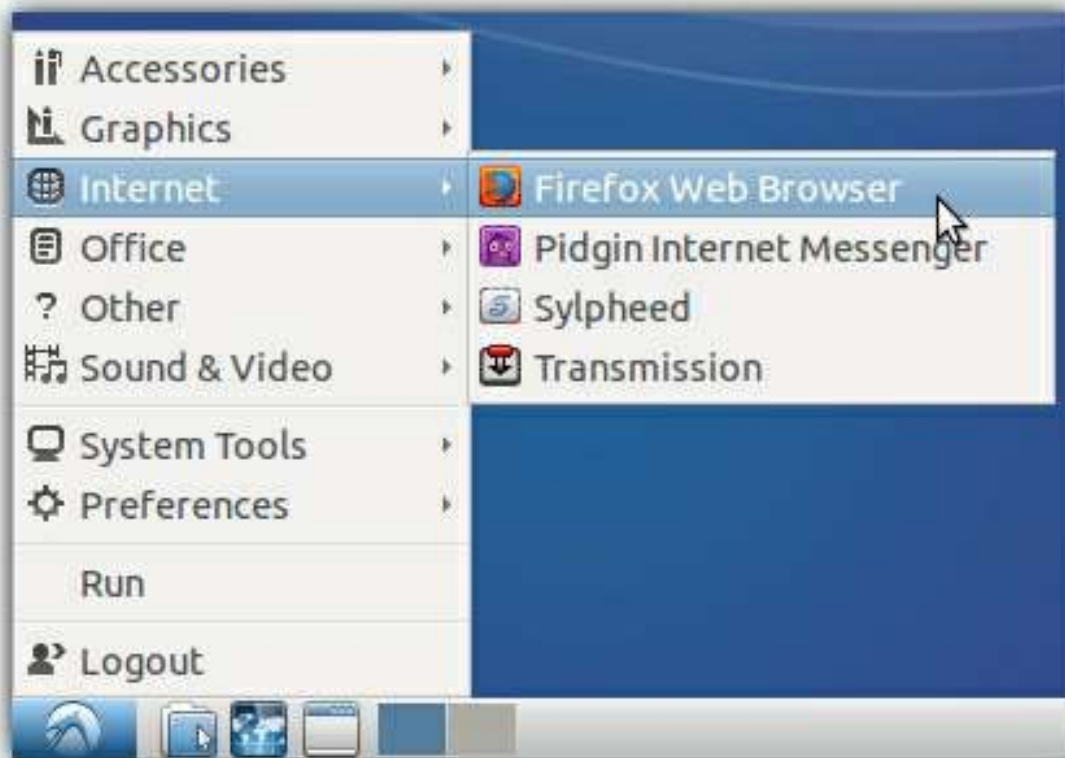 Accessories
Graphics
Internet
Office
Other
Sound & Video
System Tools
Preferences
Run
Logout
Firefox Web Browser
Pidgin Internet Messenger
Sylpheed
Transmission